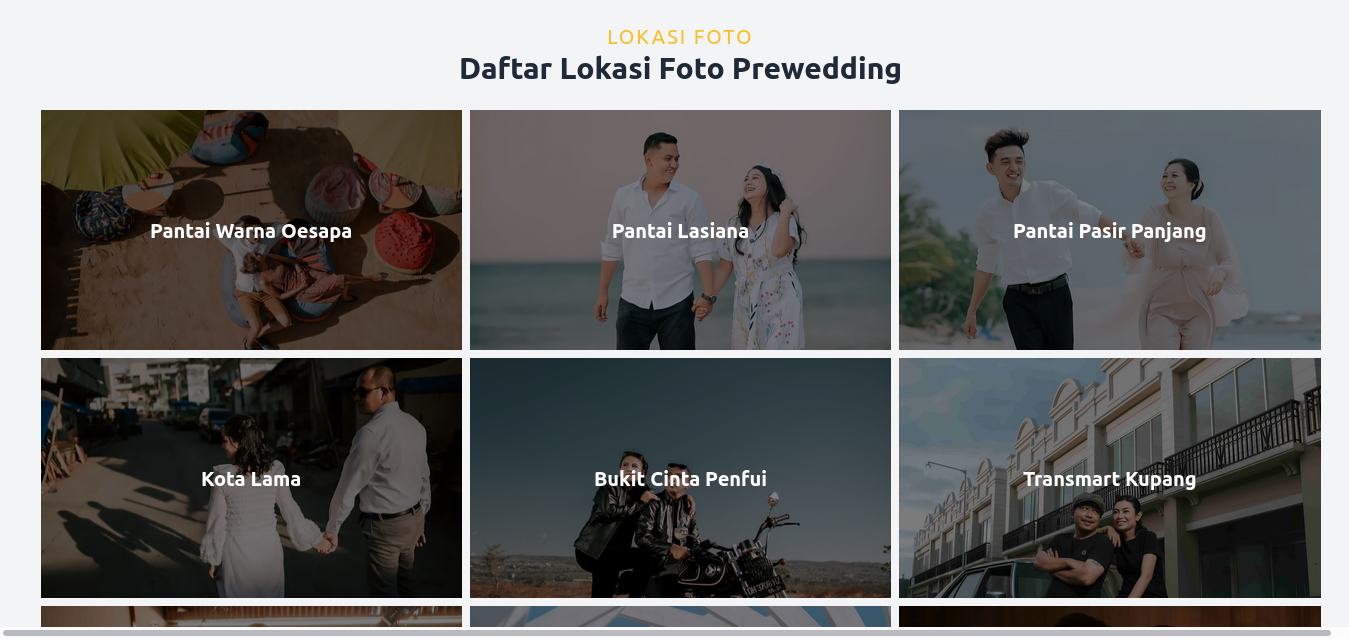 LOKASI FOTO
Daftar Lokasi Foto Prewedding
Pantai Warna Oesapa
Pantai Lasiana
Pantai Pasir Panjang
Kota Lama
Bukit Cinta Penfui
Transmart Kupang